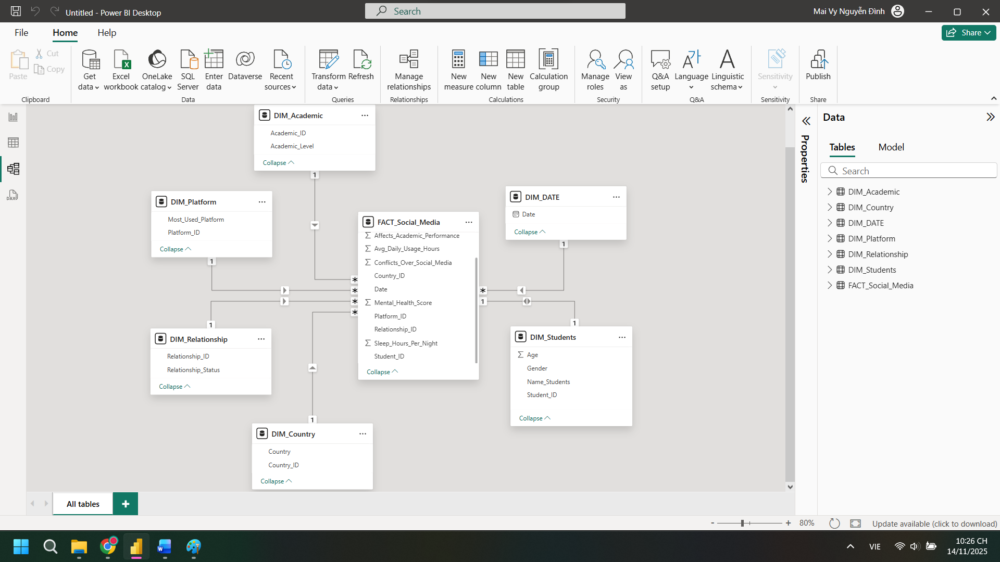 Untitled - Power BI Desktop
Search
Mai Vy Nguyễn Đình
File
Home
Help
Share
Paste
Cut
Copy
Clipboard
Get data
Excel workbook
OneLake catalog
SQL Server
Enter data
Dataverse
Recent sources
Data
Transform data
Refresh
Queries
Manage relationships
Relationships
New measure
New column
New table
Calculation group
Calculations
Manage roles
View as
Security
Q&A setup
Language
Linguistic schema
Q&A
Sensitivity
Sensitivity
Publish
Share
DAX
DIM_Academic
Academic_ID
Academic_Level
Collapse
1
DIM_Platform
Most_Used_Platform
Platform_ID
Collapse
1
FACT_Social_Media
Affects_Academic_Performance
Avg_Daily_Usage_Hours
Conflicts_Over_Social_Media
Country_ID
Date
Mental_Health_Score
Platform_ID
Relationship_ID
Sleep_Hours_Per_Night
Student_ID
Collapse
*
*
*
*
*
1
DIM_DATE
Date
Collapse
1
1
DIM_Relationship
Relationship_ID
Relationship_Status
Collapse
1
DIM_Students
Age
Gender
Name_Students
Student_ID
Collapse
1
DIM_Country
Country
Country_ID
Collapse
Properties
Data
Tables
Model
Search
DIM_Academic
DIM_Country
DIM_DATE
DIM_Platform
DIM_Relationship
DIM_Students
FACT_Social_Media
All tables
+
- + 80%
Update available (click to download)
VIE
10:26 CH
14/11/2025